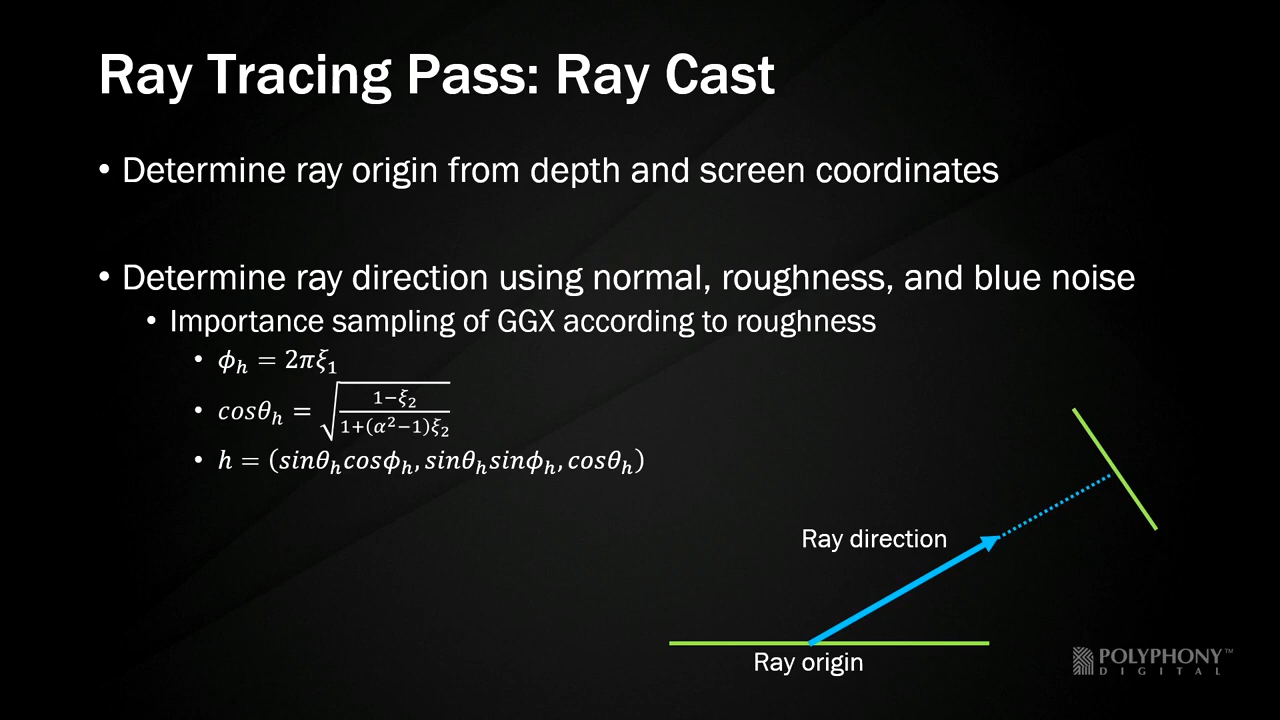 Ray Tracing Pass: Ray Cast
• Determine ray origin from depth and screen coordinates
• Determine ray direction using normal, roughness, and blue noise
• Importance sampling of GGX according to roughness
• ϕₕ = 2πξ₁
• cosθₕ = √((1−ξ₂)/(1+(α²−1)ξ₂))
• h = (sinθₕcosϕₕ, sinθₕsinϕₕ, cosθₕ)
Ray direction
Ray origin
POLYPHONY™
DIGITAL